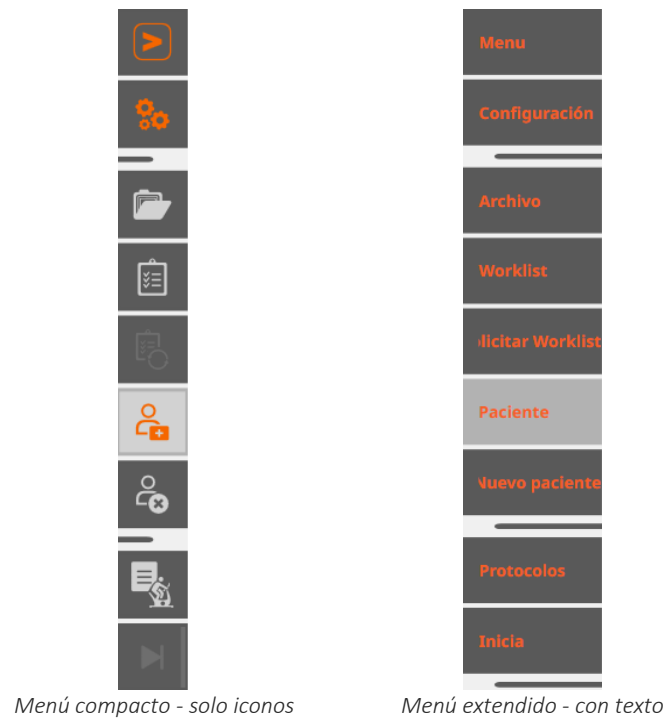 Menu
Configuración
Archivo
Worklist
licitar Worklist
Paciente
Nuevo paciente
Protocolos
Inicia
Menú compacto - solo iconos
Menú extendido - con texto